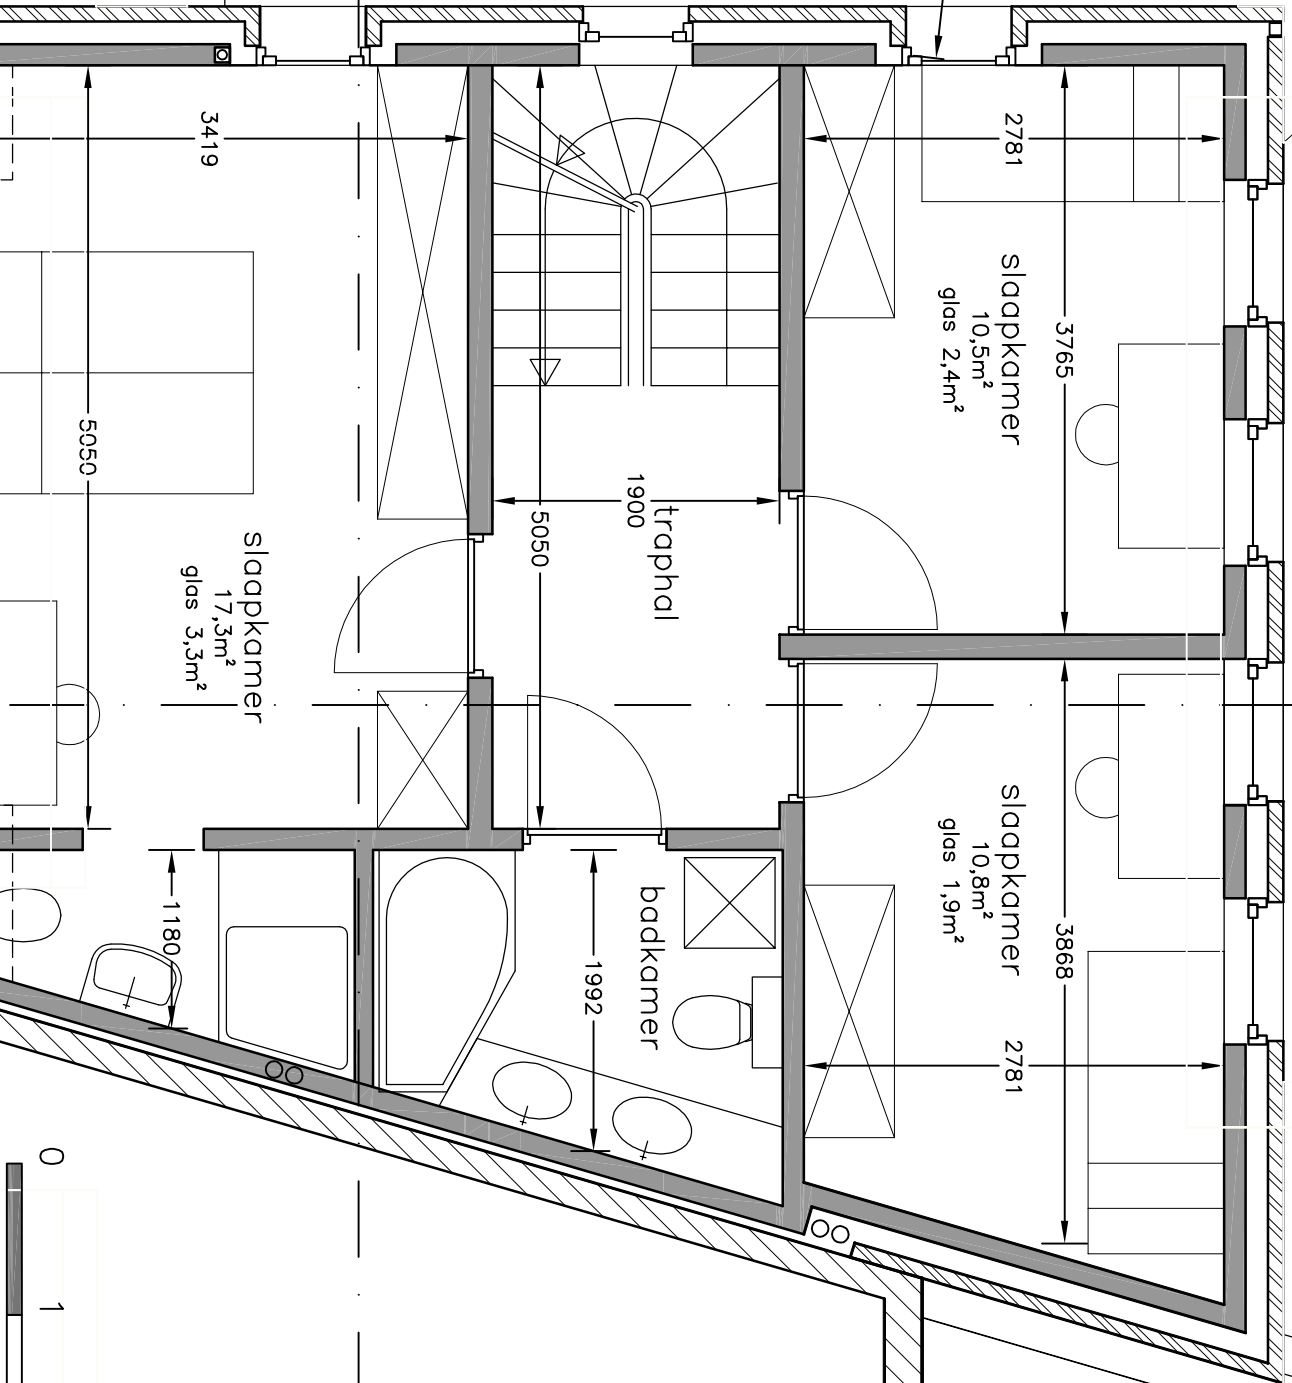 2781
slaapkamer
10,5m²
glas 2,4m²
3765
slaapkamer
10,8m²
glas 1,9m²
3868
2781
traphal
1900
5050
badkamer
1992
3419
slaapkamer
17,3m²
glas 3,3m²
5050
1180
0
1